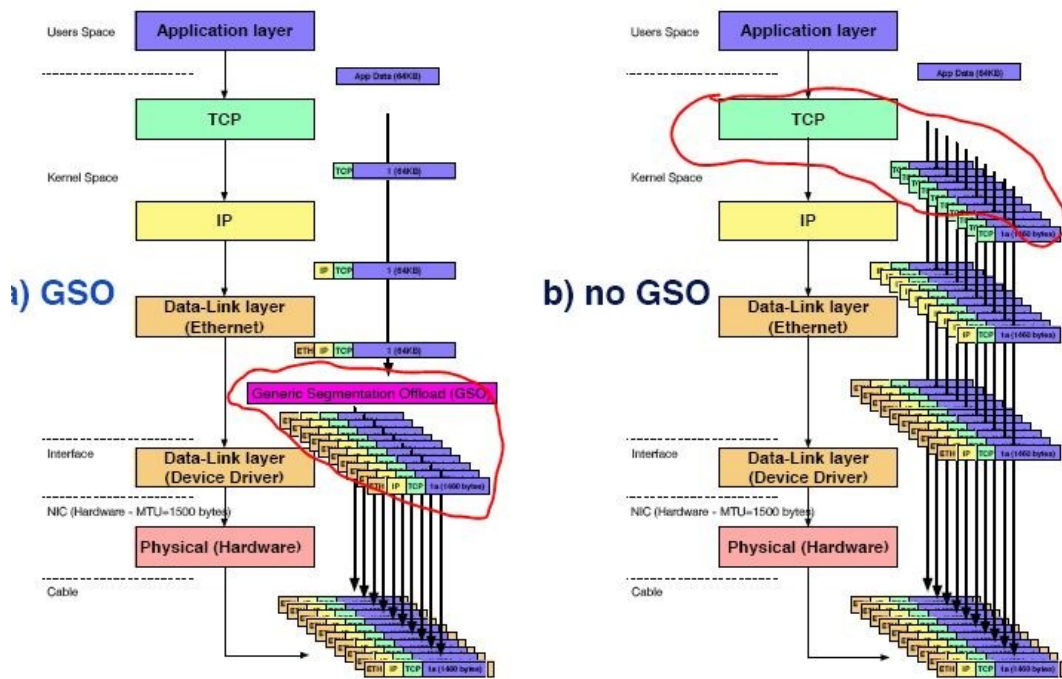 Users Space
Application layer
App Data (64KB)
TCP
Kernel Space
TCP 1 (64KB)
IP
IP TCP 1 (64KB)
a) GSO
Data-Link layer
(Ethernet)
ETH IP TCP 1 (64KB)
Generic Segmentation Offload (GSO)
Interface
Data-Link layer
(Device Driver)
ETH IP TCP 1a (1460 bytes)
NIC (Hardware - MTU=1500 bytes)
Physical (Hardware)
Cable
ETH IP TCP 1a (1460 bytes)
Users Space
Application layer
App Data (64KB)
TCP
Kernel Space
IP
TCP 1a (1460 bytes)
b) no GSO
Data-Link layer
(Ethernet)
IP TCP 1a (1460 bytes)
Interface
Data-Link layer
(Device Driver)
ETH IP TCP 1a (1460 bytes)
NIC (Hardware - MTU=1500 bytes)
Physical (Hardware)
Cable
ETH IP TCP 1a (1460 bytes)